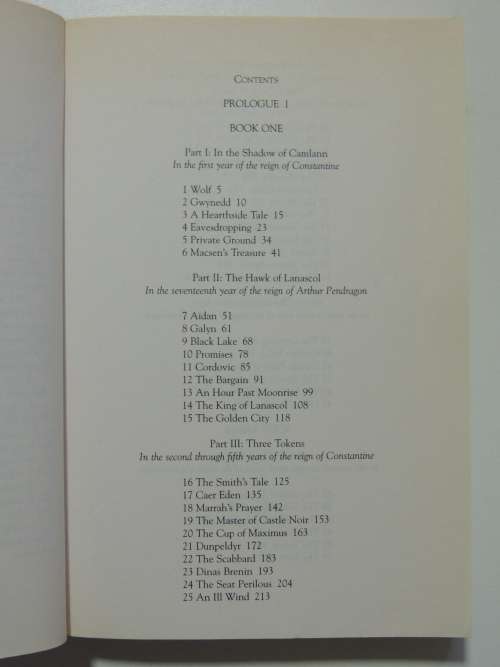 CONTENTS
PROLOGUE 1
BOOK ONE
Part I: In the Shadow of Camlann
In the first year of the reign of Constantine
1 Wolf 5
2 Gwynedd 10
3 A Hearthside Tale 15
4 Eavesdropping 23
5 Private Ground 34
6 Macsen's Treasure 41
Part II: The Hawk of Lanascol
In the seventeenth year of the reign of Arthur Pendragon
7 Aidan 51
8 Galyn 61
9 Black Lake 68
10 Promises 78
11 Cordovic 85
12 The Bargain 91
13 An Hour Past Moonrise 99
14 The King of Lanascol 108
15 The Golden City 118
Part III: Three Tokens
In the second through fifth years of the reign of Constantine
16 The Smith's Tale 125
17 Caer Eden 135
18 Marrah's Prayer 142
19 The Master of Castle Noir 153
20 The Cup of Maximus 163
21 Dunpeldyr 172
22 The Scabbard 183
23 Dinas Brenin 193
24 The Seat Perilous 204
25 An Ill Wind 213